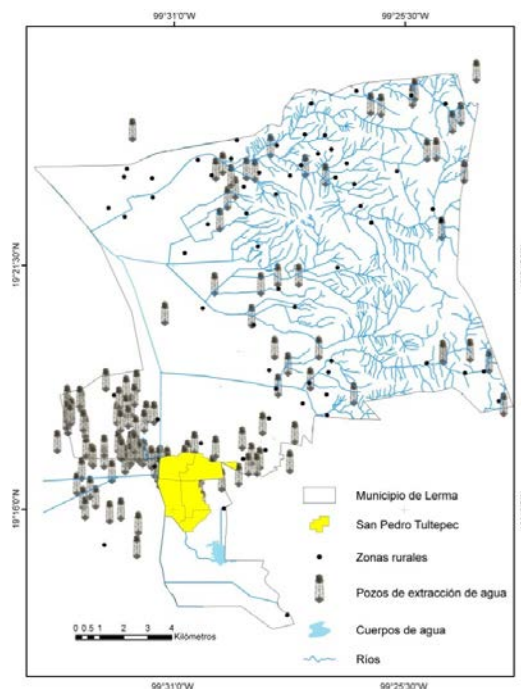 99°31'0"W 99°25'30"W
19°21'30"N
19°16'0"N
Municipio de Lerma
San Pedro Tultepec
Zonas rurales
Pozos de extracción de agua
Cuerpos de agua
Ríos
0 0.5 1 2 3 4
Kilómetros
99°31'0"W 99°25'30"W